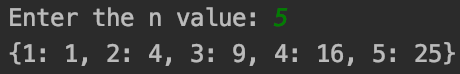 Enter the n value: 5
{1: 1, 2: 4, 3: 9, 4: 16, 5: 25}